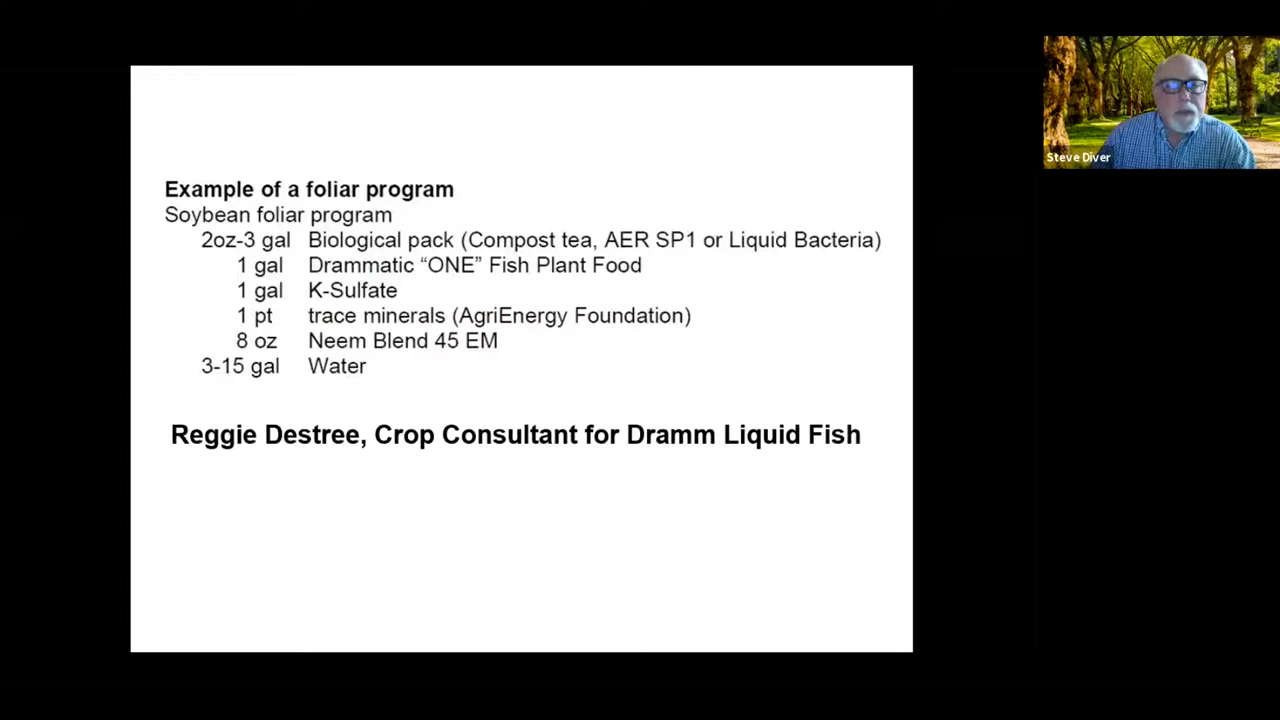 Example of a foliar program
Soybean foliar program
2oz-3 gal Biological pack (Compost tea, AER SP1 or Liquid Bacteria)
1 gal Drammatic “ONE” Fish Plant Food
1 gal K-Sulfate
1 pt trace minerals (AgriEnergy Foundation)
8 oz Neem Blend 45 EM
3-15 gal Water
Reggie Destree, Crop Consultant for Dramm Liquid Fish
Steve Diver